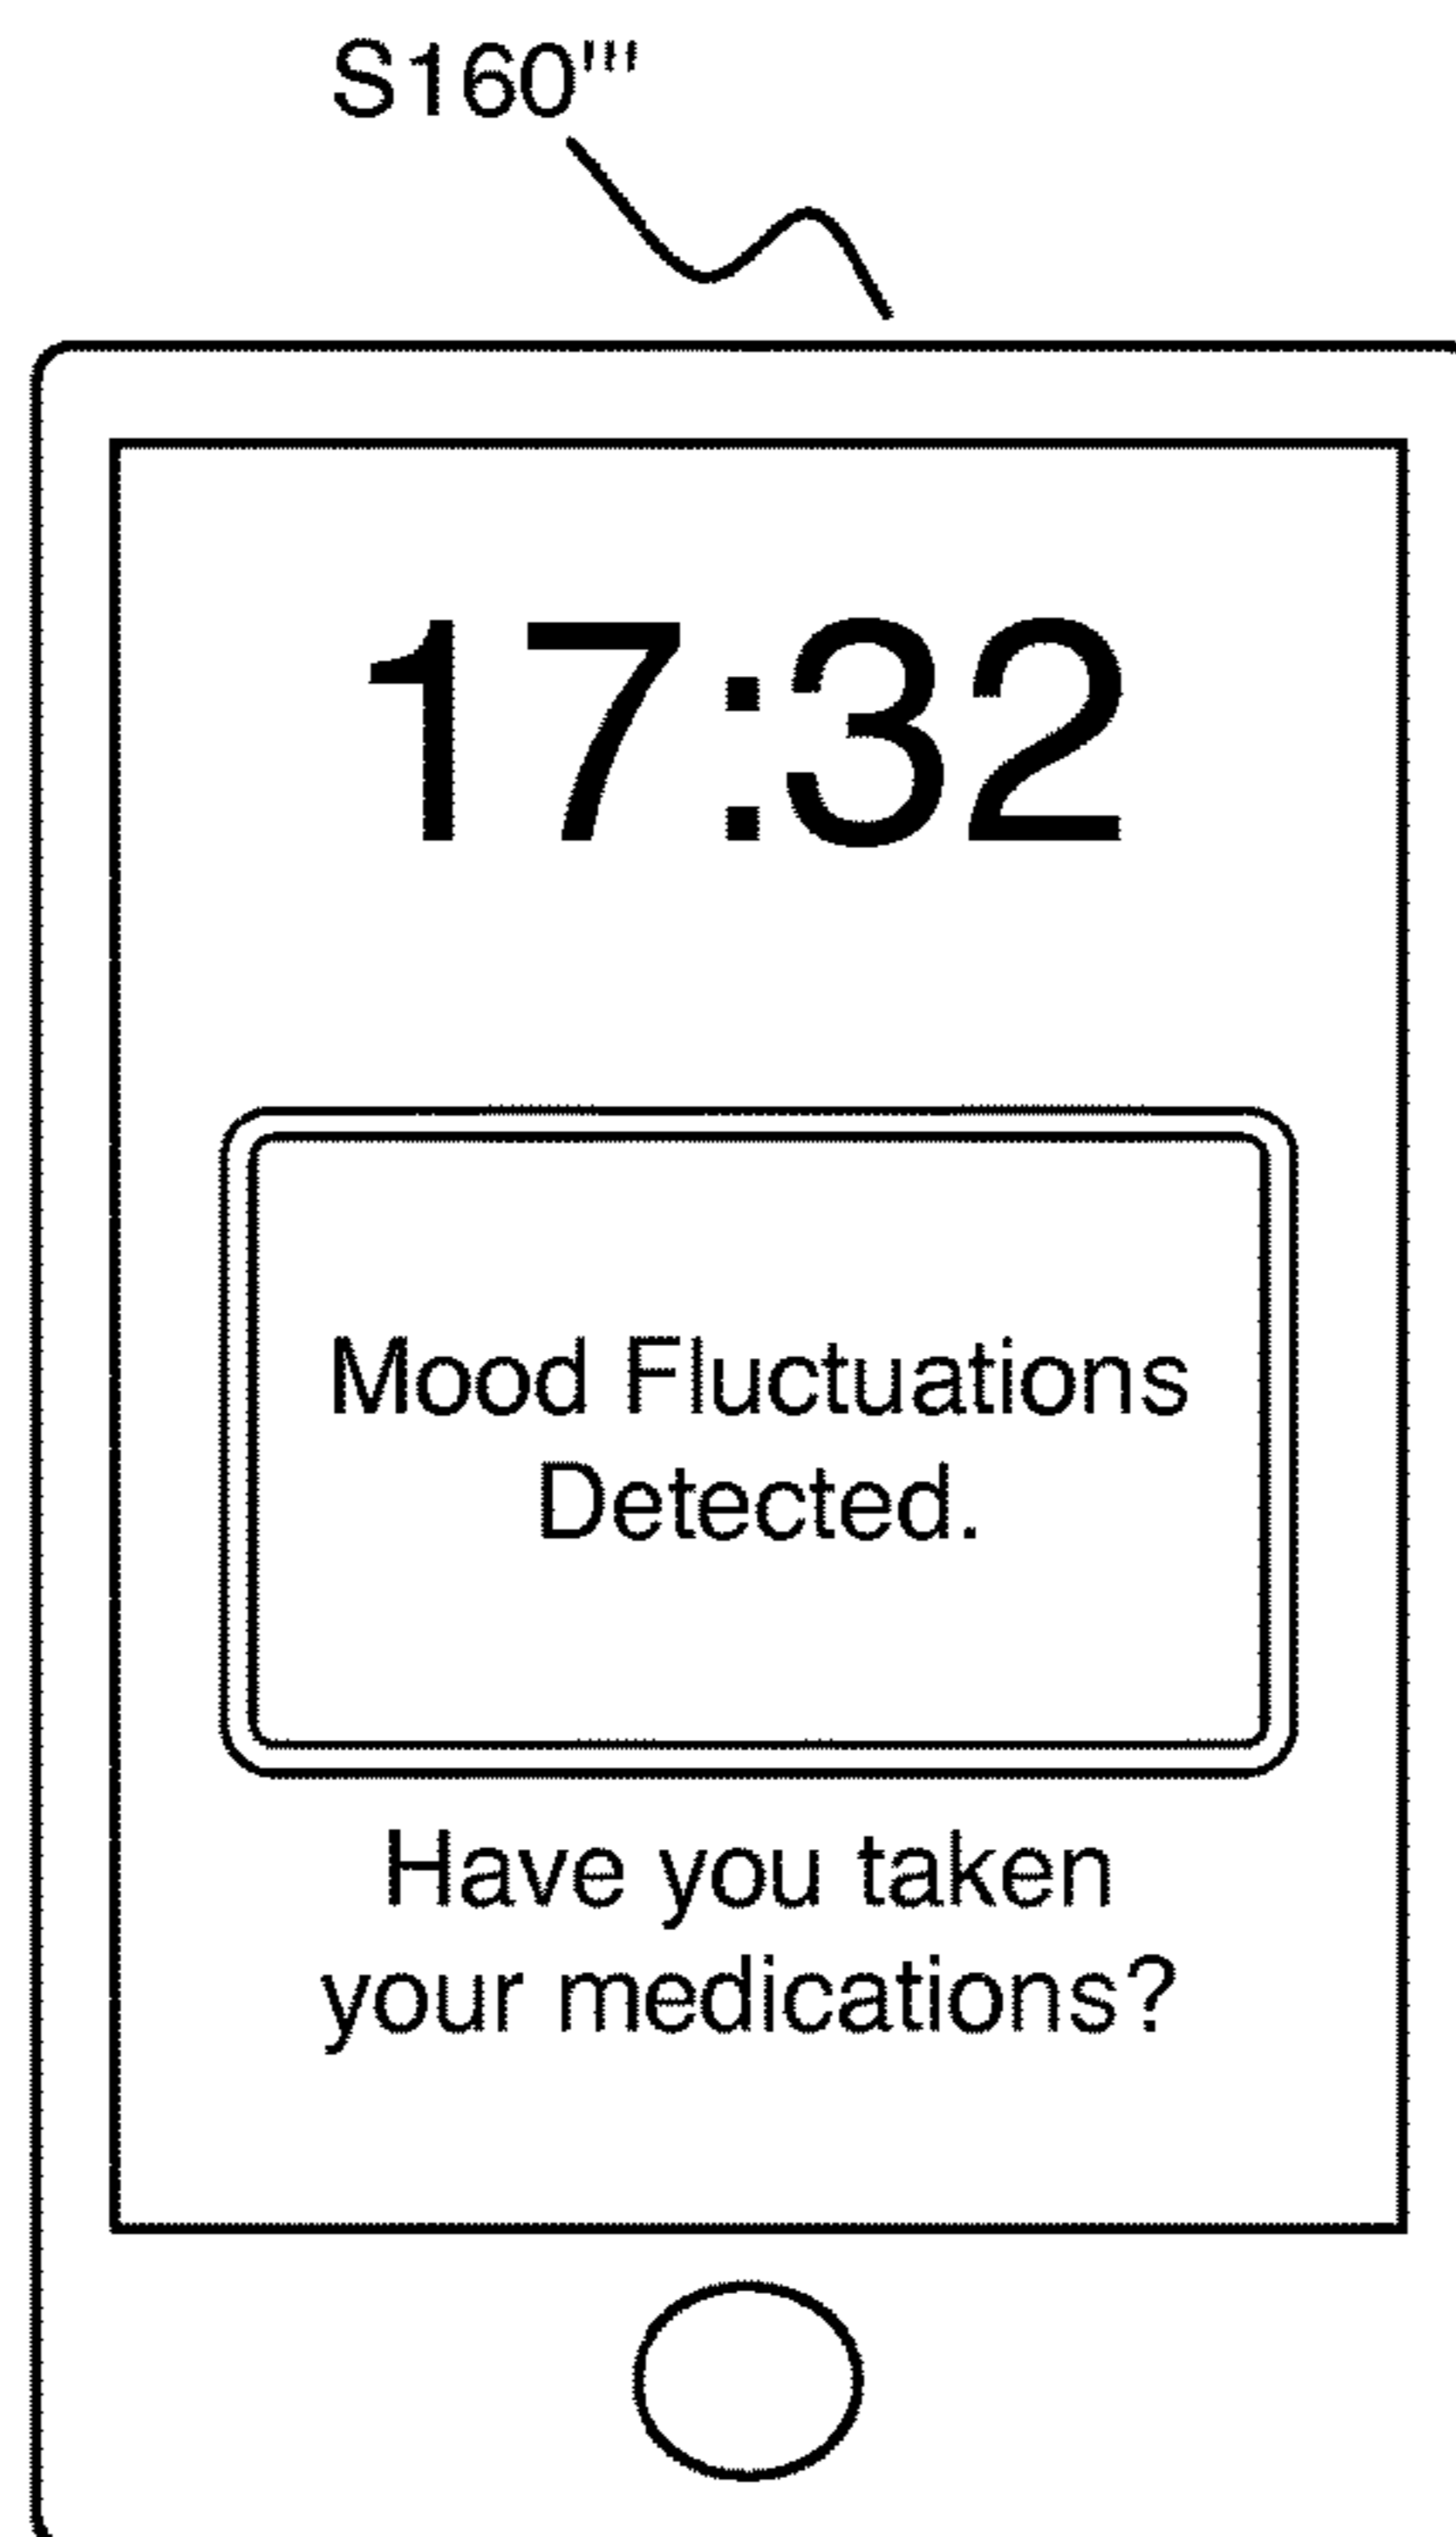 S160'''
17:32
Mood Fluctuations
Detected.
Have you taken
your medications?